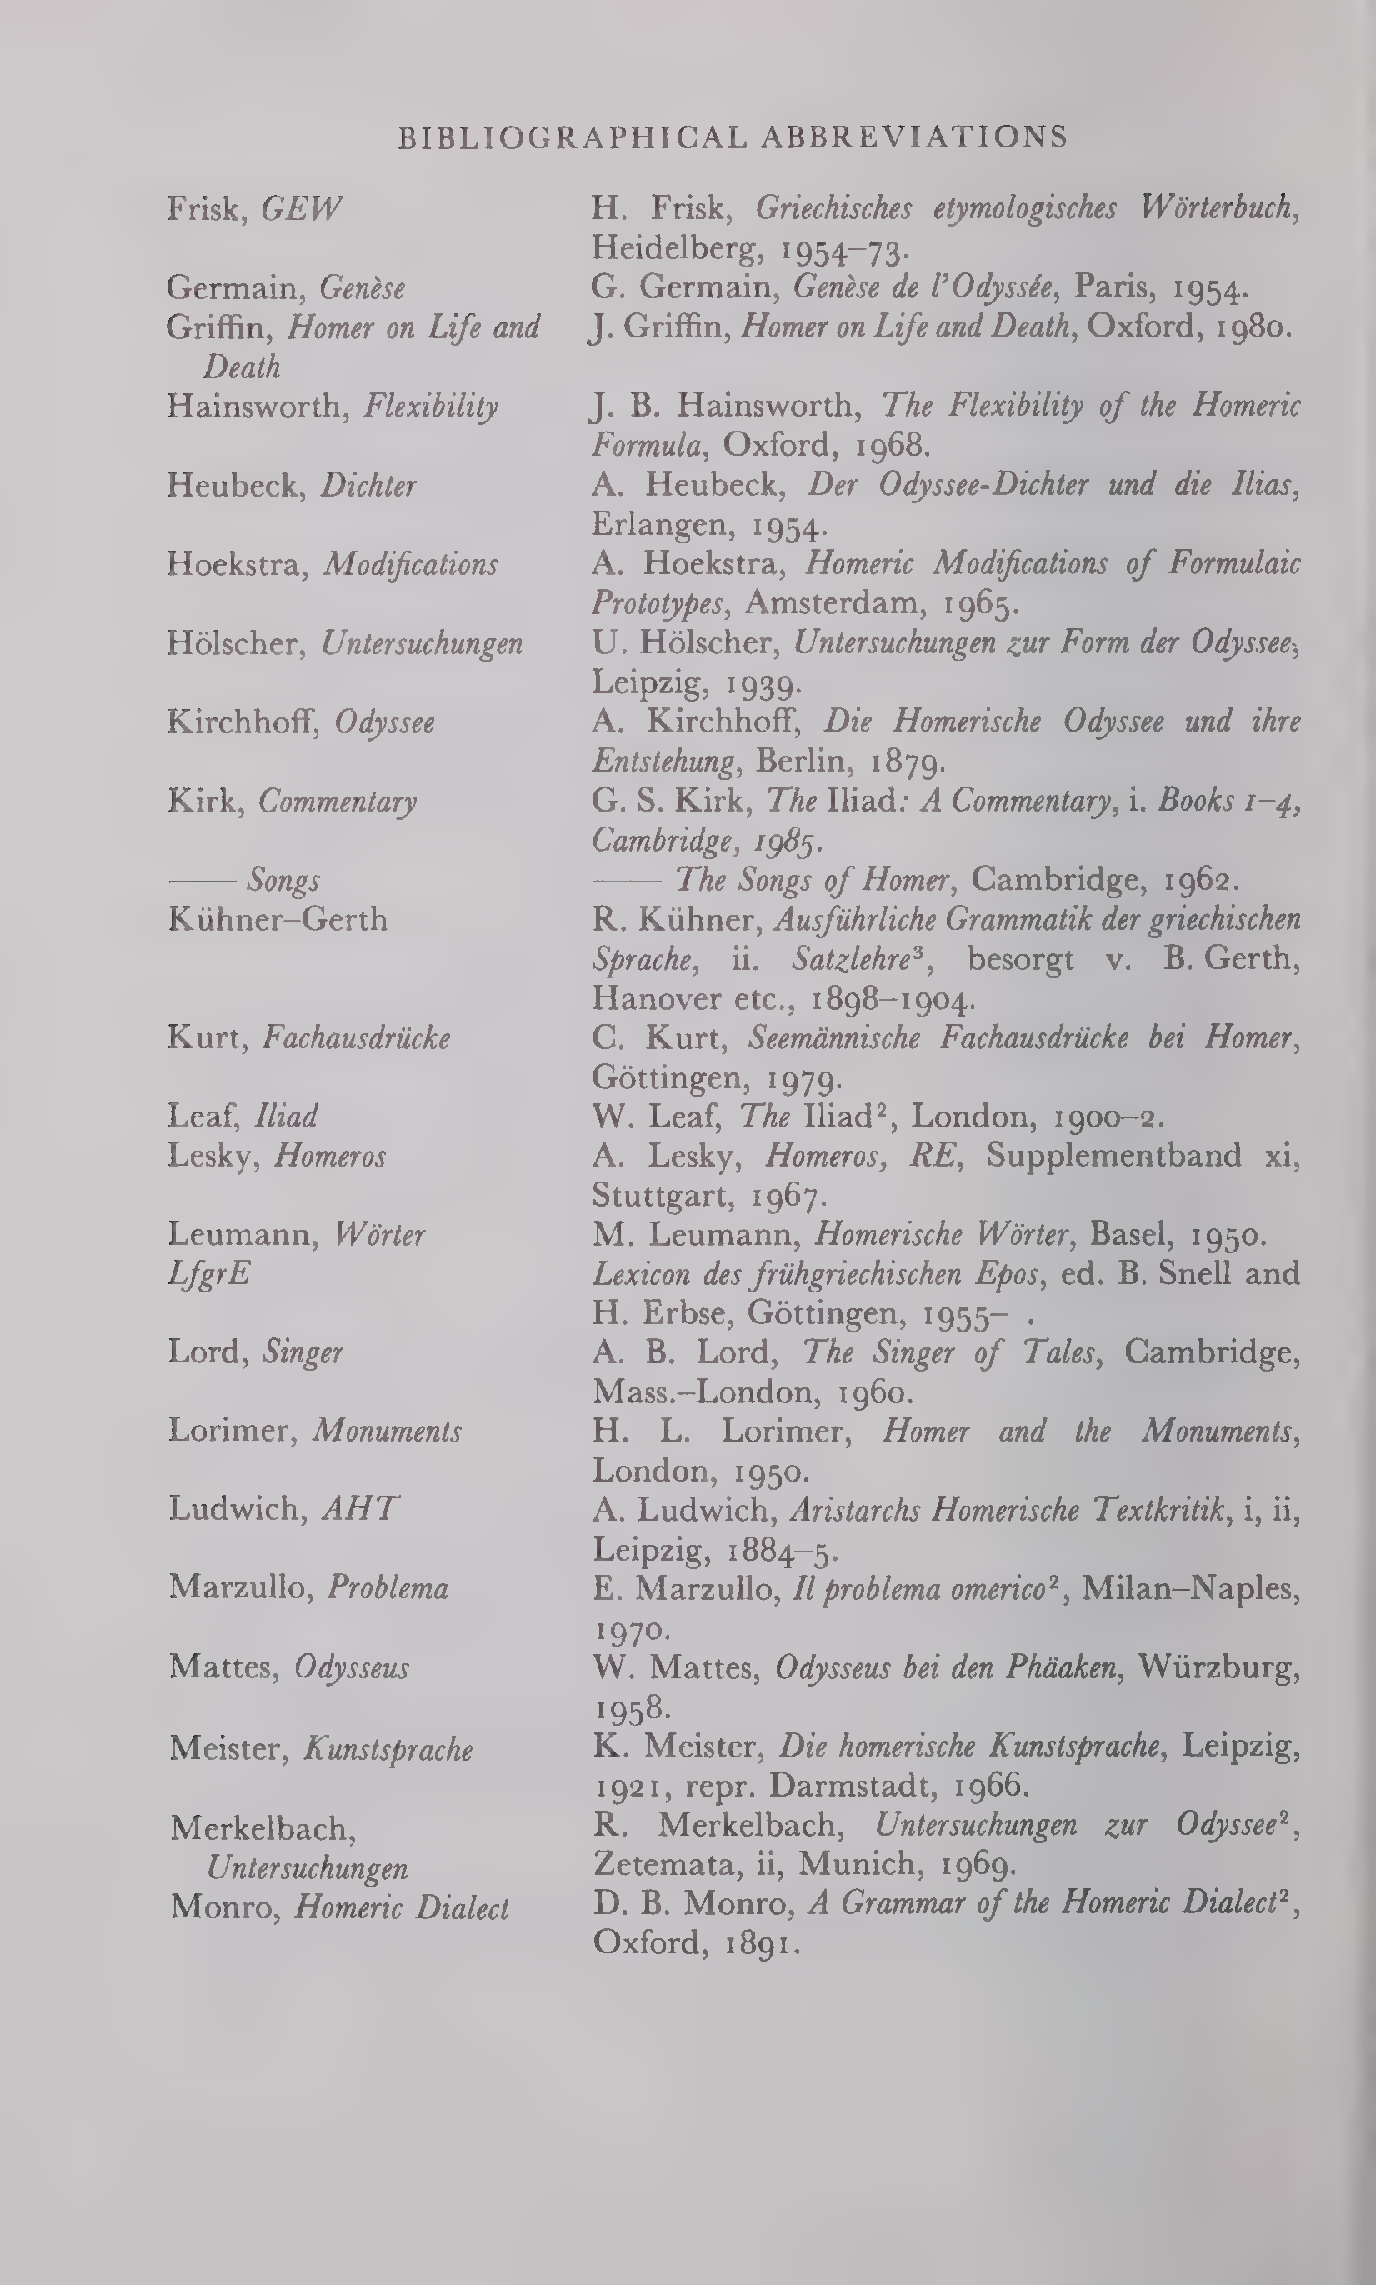 BIBLIOGRAPHICAL ABBREVIATIONS
Frisk, GEW H. Frisk, Griechisches etymologisches Wörterbuch,
Heidelberg, 1954–73.
Germain, Genèse G. Germain, Genèse de l'Odyssée, Paris, 1954.
Griffin, Homer on Life and J. Griffin, Homer on Life and Death, Oxford, 1980.
Death
Hainsworth, Flexibility J. B. Hainsworth, The Flexibility of the Homeric
Formula, Oxford, 1968.
Heubeck, Dichter A. Heubeck, Der Odyssee-Dichter und die Ilias,
Erlangen, 1954.
Hoekstra, Modifications A. Hoekstra, Homeric Modifications of Formulaic
Prototypes, Amsterdam, 1965.
Hölscher, Untersuchungen U. Hölscher, Untersuchungen zur Form der Odyssee,
Leipzig, 1939.
Kirchhoff, Odyssee A. Kirchhoff, Die Homerische Odyssee und ihre
Entstehung, Berlin, 1879.
Kirk, Commentary G. S. Kirk, The Iliad: A Commentary, i. Books 1–4,
Cambridge, 1985.
—— Songs —— The Songs of Homer, Cambridge, 1962.
Kühner–Gerth R. Kühner, Ausführliche Grammatik der griechischen
Sprache, ii. Satzlehre³, besorgt v. B. Gerth,
Hanover etc., 1898–1904.
Kurt, Fachausdrücke C. Kurt, Seemännische Fachausdrücke bei Homer,
Göttingen, 1979.
Leaf, Iliad W. Leaf, The Iliad², London, 1900–2.
Lesky, Homeros A. Lesky, Homeros, RE, Supplementband xi,
Stuttgart, 1967.
Leumann, Wörter M. Leumann, Homerische Wörter, Basel, 1950.
LfgrE Lexicon des frühgriechischen Epos, ed. B. Snell and
H. Erbse, Göttingen, 1955– .
Lord, Singer A. B. Lord, The Singer of Tales, Cambridge,
Mass.–London, 1960.
Lorimer, Monuments H. L. Lorimer, Homer and the Monuments,
London, 1950.
Ludwich, AHT A. Ludwich, Aristarchs Homerische Textkritik, i, ii,
Leipzig, 1884–5.
Marzullo, Problema E. Marzullo, Il problema omerico², Milan–Naples,
1970.
Mattes, Odysseus W. Mattes, Odysseus bei den Phäaken, Würzburg,
1958.
Meister, Kunstsprache K. Meister, Die homerische Kunstsprache, Leipzig,
1921, repr. Darmstadt, 1966.
Merkelbach, R. Merkelbach, Untersuchungen zur Odyssee²,
Untersuchungen Zetemata, ii, Munich, 1969.
Monro, Homeric Dialect D. B. Monro, A Grammar of the Homeric Dialect²,
Oxford, 1891.